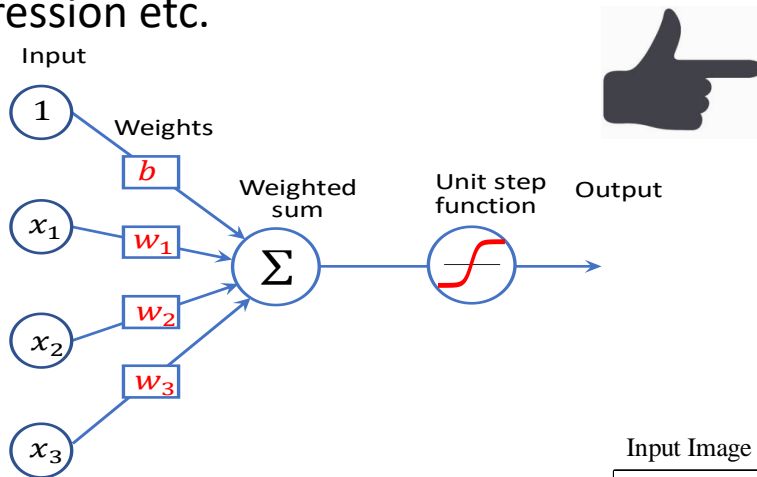 ression etc.
Input
1
Weights
b
Weighted
sum
Unit step
function
Output
x₁
w₁
Σ
w₂
x₂
w₃
x₃
Input Image